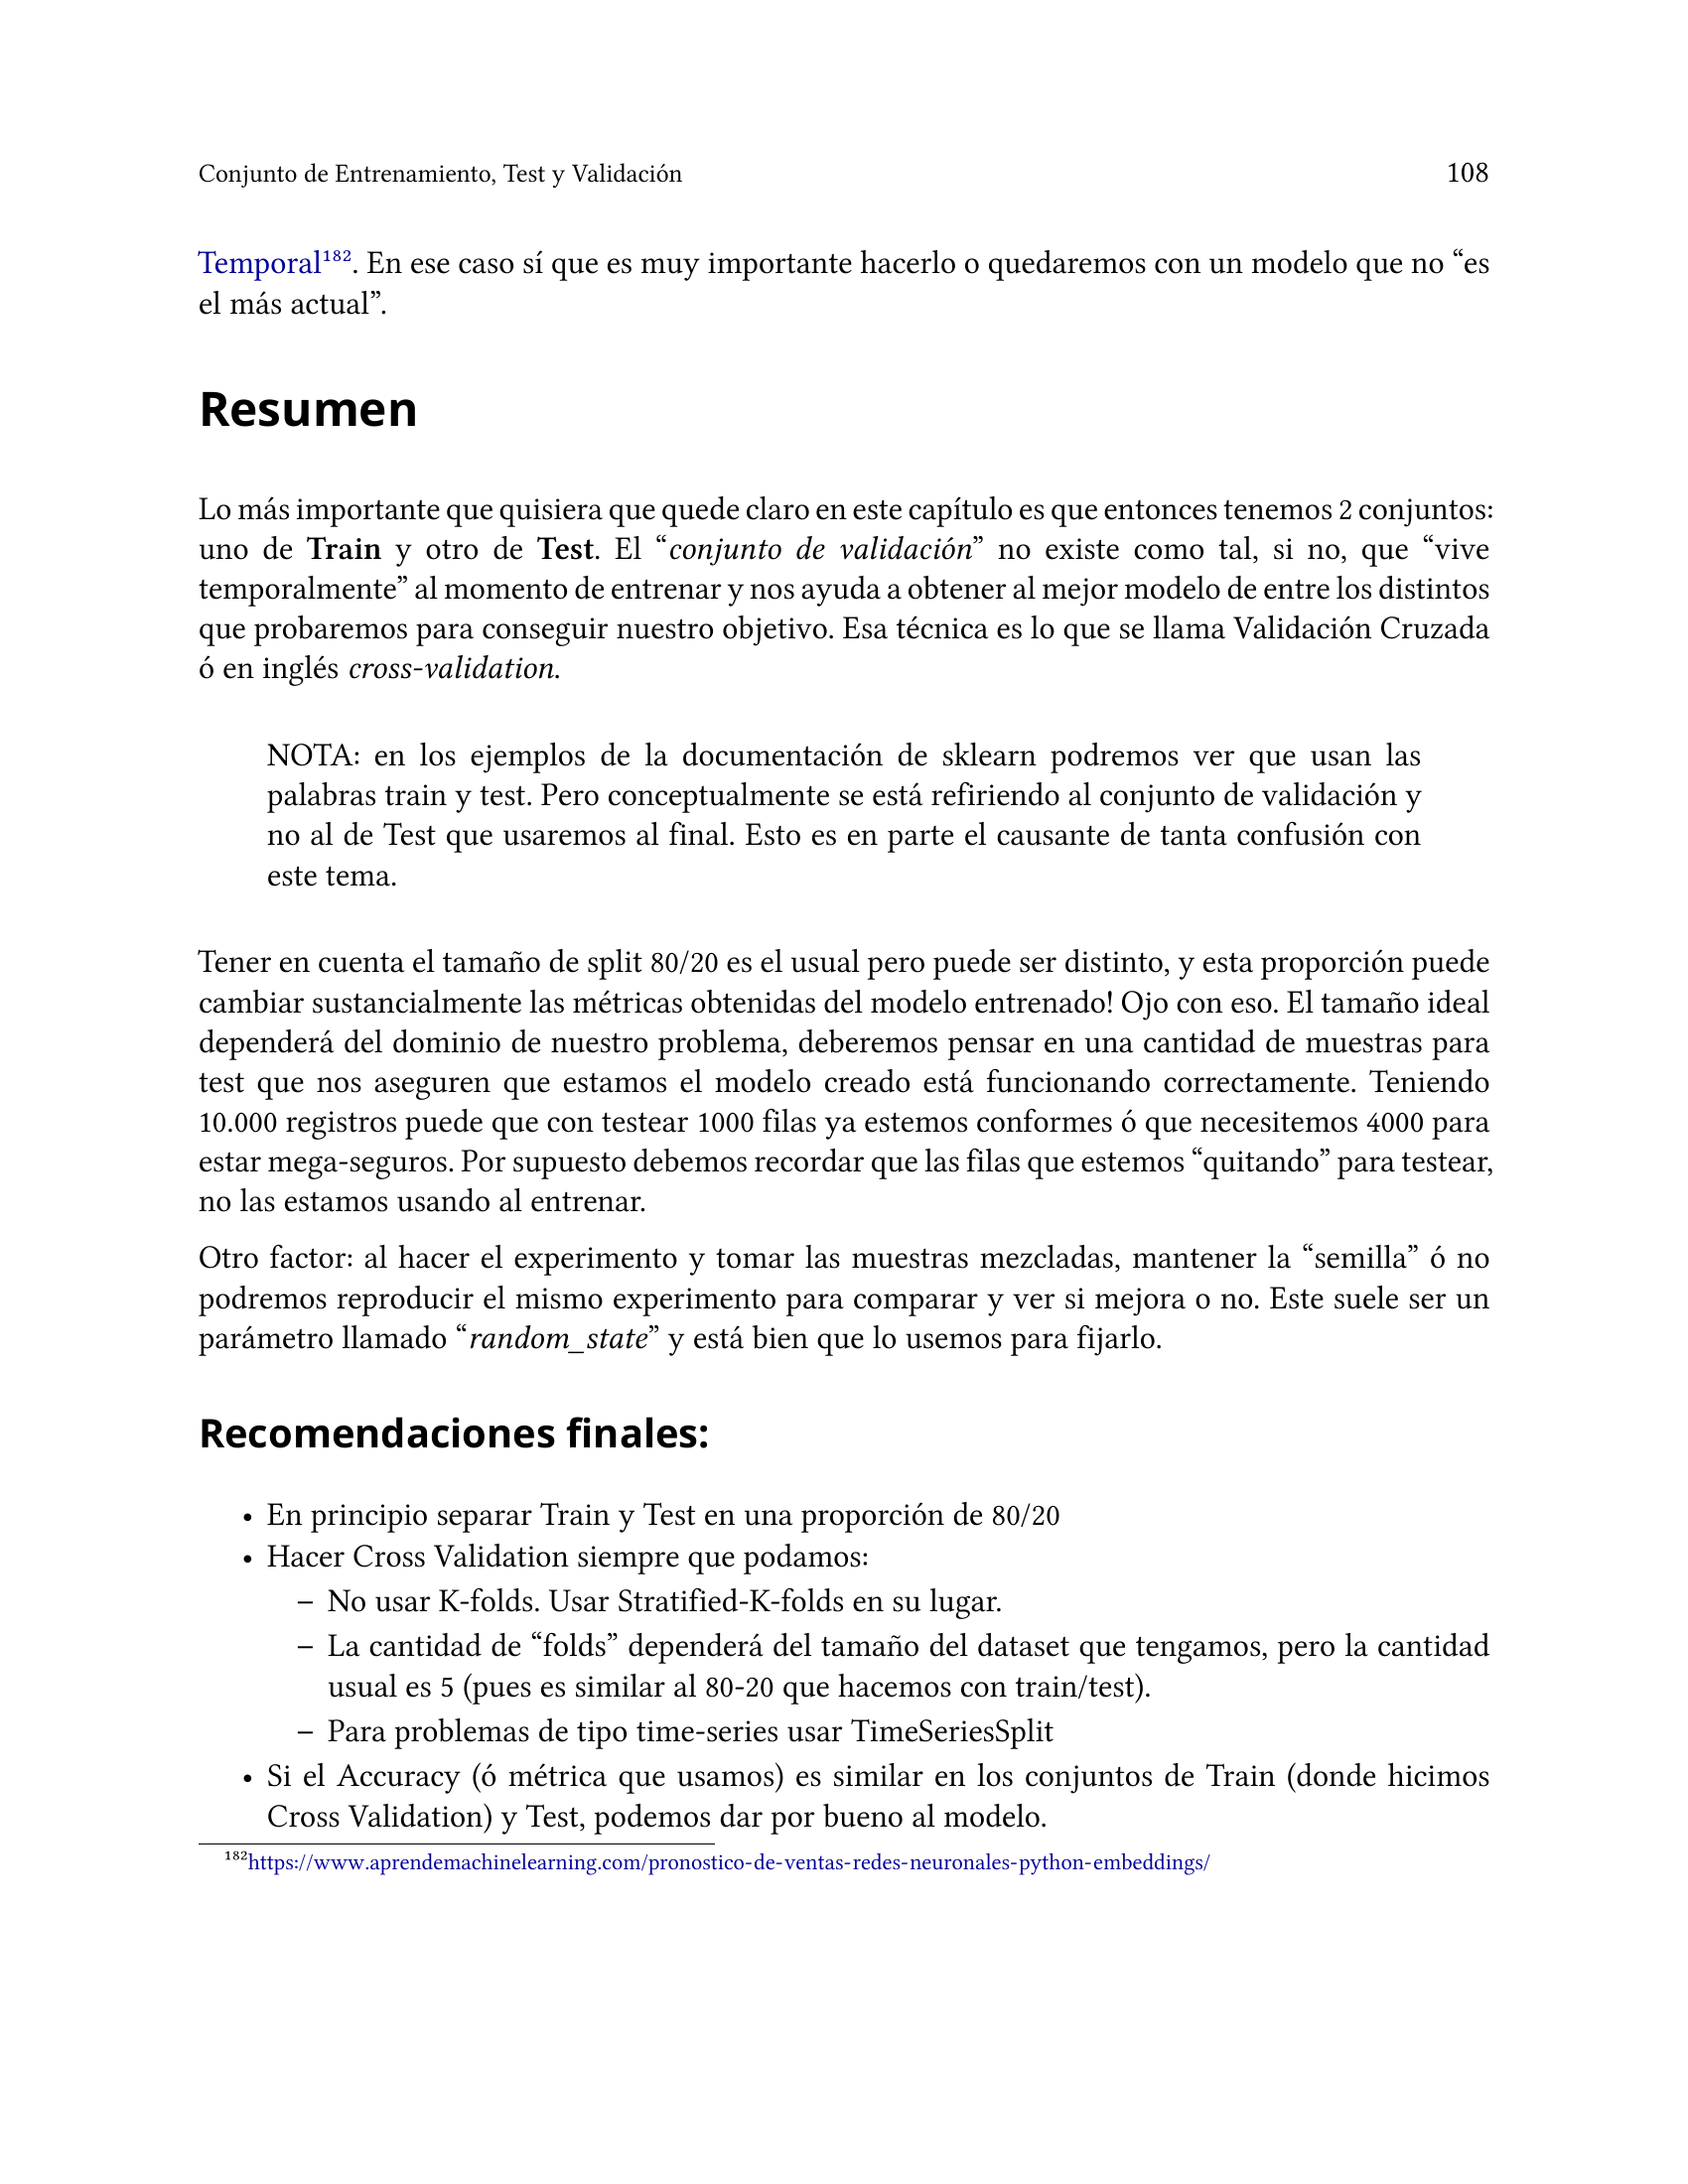 Conjunto de Entrenamiento, Test y Validación 108
Temporal¹⁸². En ese caso sí que es muy importante hacerlo o quedaremos con un modelo que no “es
el más actual”.
Resumen
Lo más importante que quisiera que quede claro en este capítulo es que entonces tenemos 2 conjuntos:
uno de Train y otro de Test. El “conjunto de validación” no existe como tal, si no, que “vive
temporalmente” al momento de entrenar y nos ayuda a obtener al mejor modelo de entre los distintos
que probaremos para conseguir nuestro objetivo. Esa técnica es lo que se llama Validación Cruzada
ó en inglés cross-validation.
NOTA: en los ejemplos de la documentación de sklearn podremos ver que usan las
palabras train y test. Pero conceptualmente se está refiriendo al conjunto de validación y
no al de Test que usaremos al final. Esto es en parte el causante de tanta confusión con
este tema.
Tener en cuenta el tamaño de split 80/20 es el usual pero puede ser distinto, y esta proporción puede
cambiar sustancialmente las métricas obtenidas del modelo entrenado! Ojo con eso. El tamaño ideal
dependerá del dominio de nuestro problema, deberemos pensar en una cantidad de muestras para
test que nos aseguren que estamos el modelo creado está funcionando correctamente. Teniendo
10.000 registros puede que con testear 1000 filas ya estemos conformes ó que necesitemos 4000 para
estar mega-seguros. Por supuesto debemos recordar que las filas que estemos “quitando” para testear,
no las estamos usando al entrenar.
Otro factor: al hacer el experimento y tomar las muestras mezcladas, mantener la “semilla” ó no
podremos reproducir el mismo experimento para comparar y ver si mejora o no. Este suele ser un
parámetro llamado “random_state” y está bien que lo usemos para fijarlo.
Recomendaciones finales:
• En principio separar Train y Test en una proporción de 80/20
• Hacer Cross Validation siempre que podamos:
– No usar K-folds. Usar Stratified-K-folds en su lugar.
– La cantidad de “folds” dependerá del tamaño del dataset que tengamos, pero la cantidad
usual es 5 (pues es similar al 80-20 que hacemos con train/test).
– Para problemas de tipo time-series usar TimeSeriesSplit
• Si el Accuracy (ó métrica que usamos) es similar en los conjuntos de Train (donde hicimos
Cross Validation) y Test, podemos dar por bueno al modelo.
¹⁸²https://www.aprendemachinelearning.com/pronostico-de-ventas-redes-neuronales-python-embeddings/